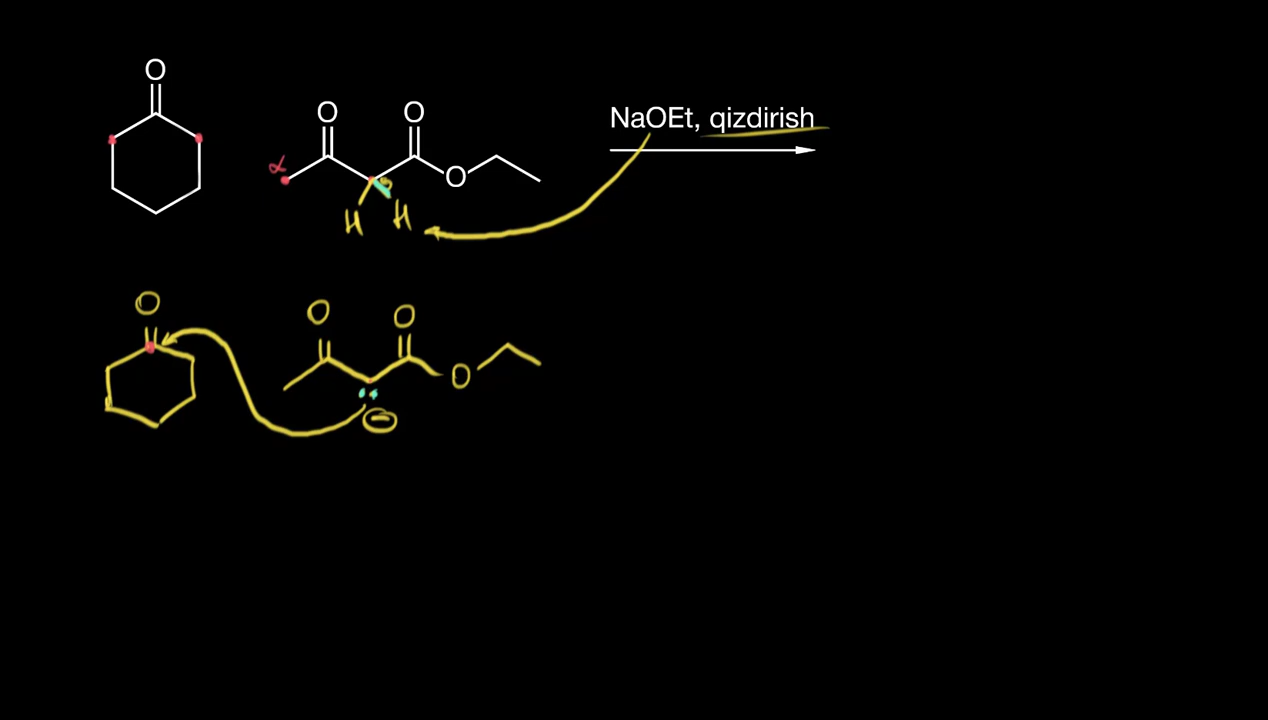 O
O O
NaOEt, qizdirish
α
O
H H
O O O
O
⊖